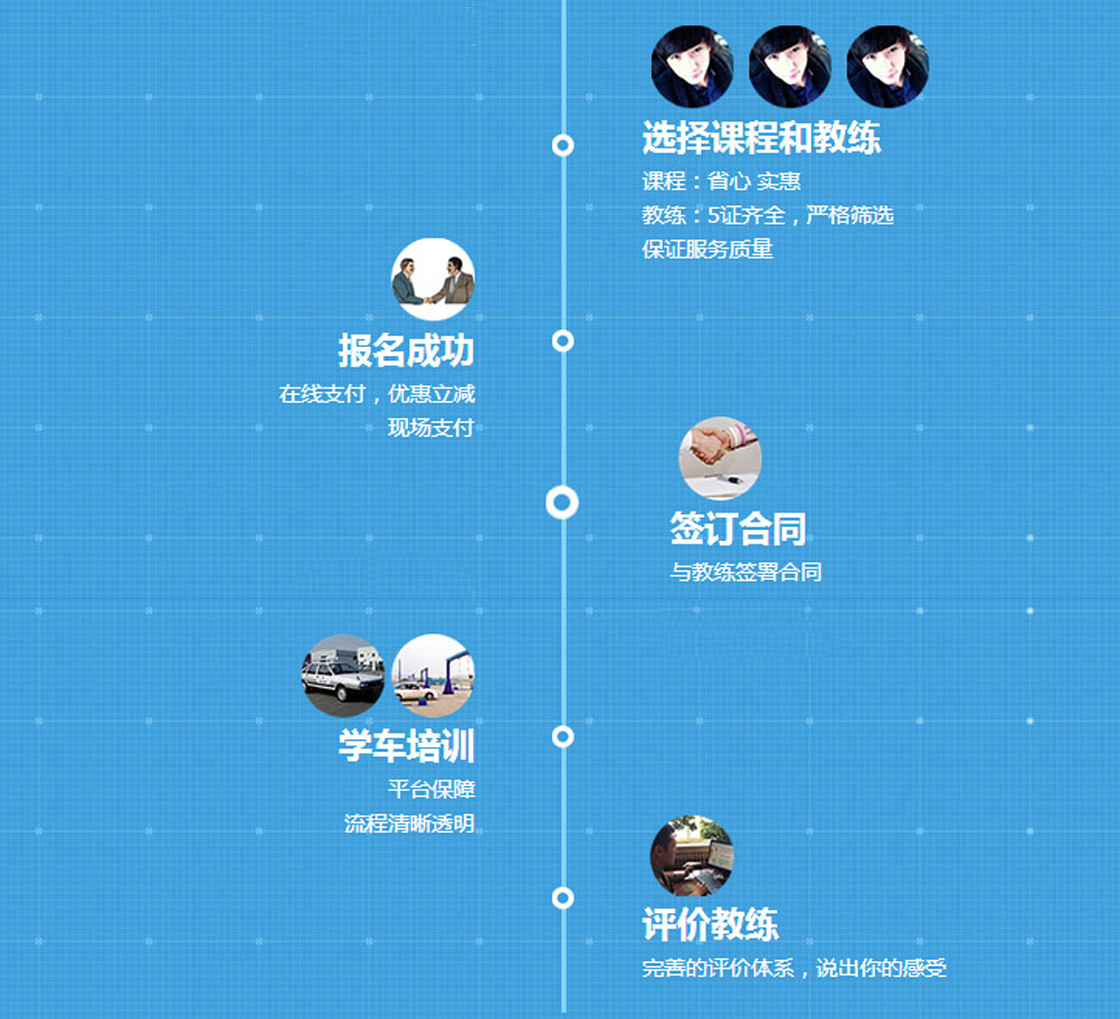 选择课程和教练
课程：省心 实惠
教练：5证齐全，严格筛选
保证服务质量
报名成功
在线支付，优惠立减
现场支付
签订合同
与教练签署合同
学车培训
平台保障
流程清晰透明
评价教练
完善的评价体系，说出你的感受